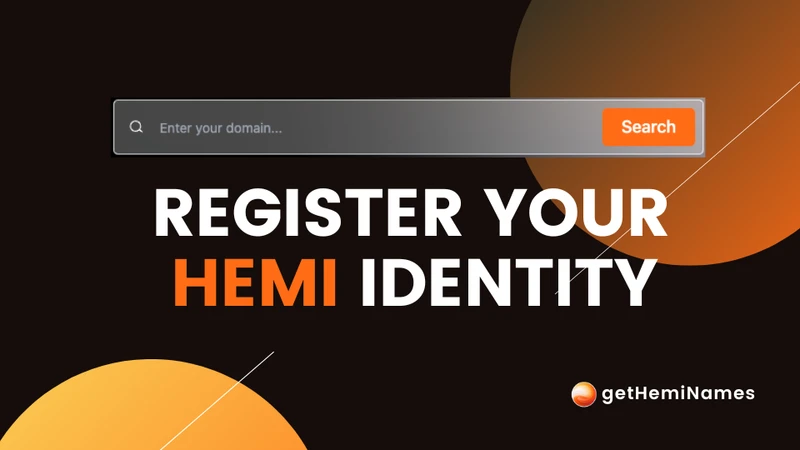 Enter your domain...
Search
REGISTER YOUR
HEMI IDENTITY
getHemiNames